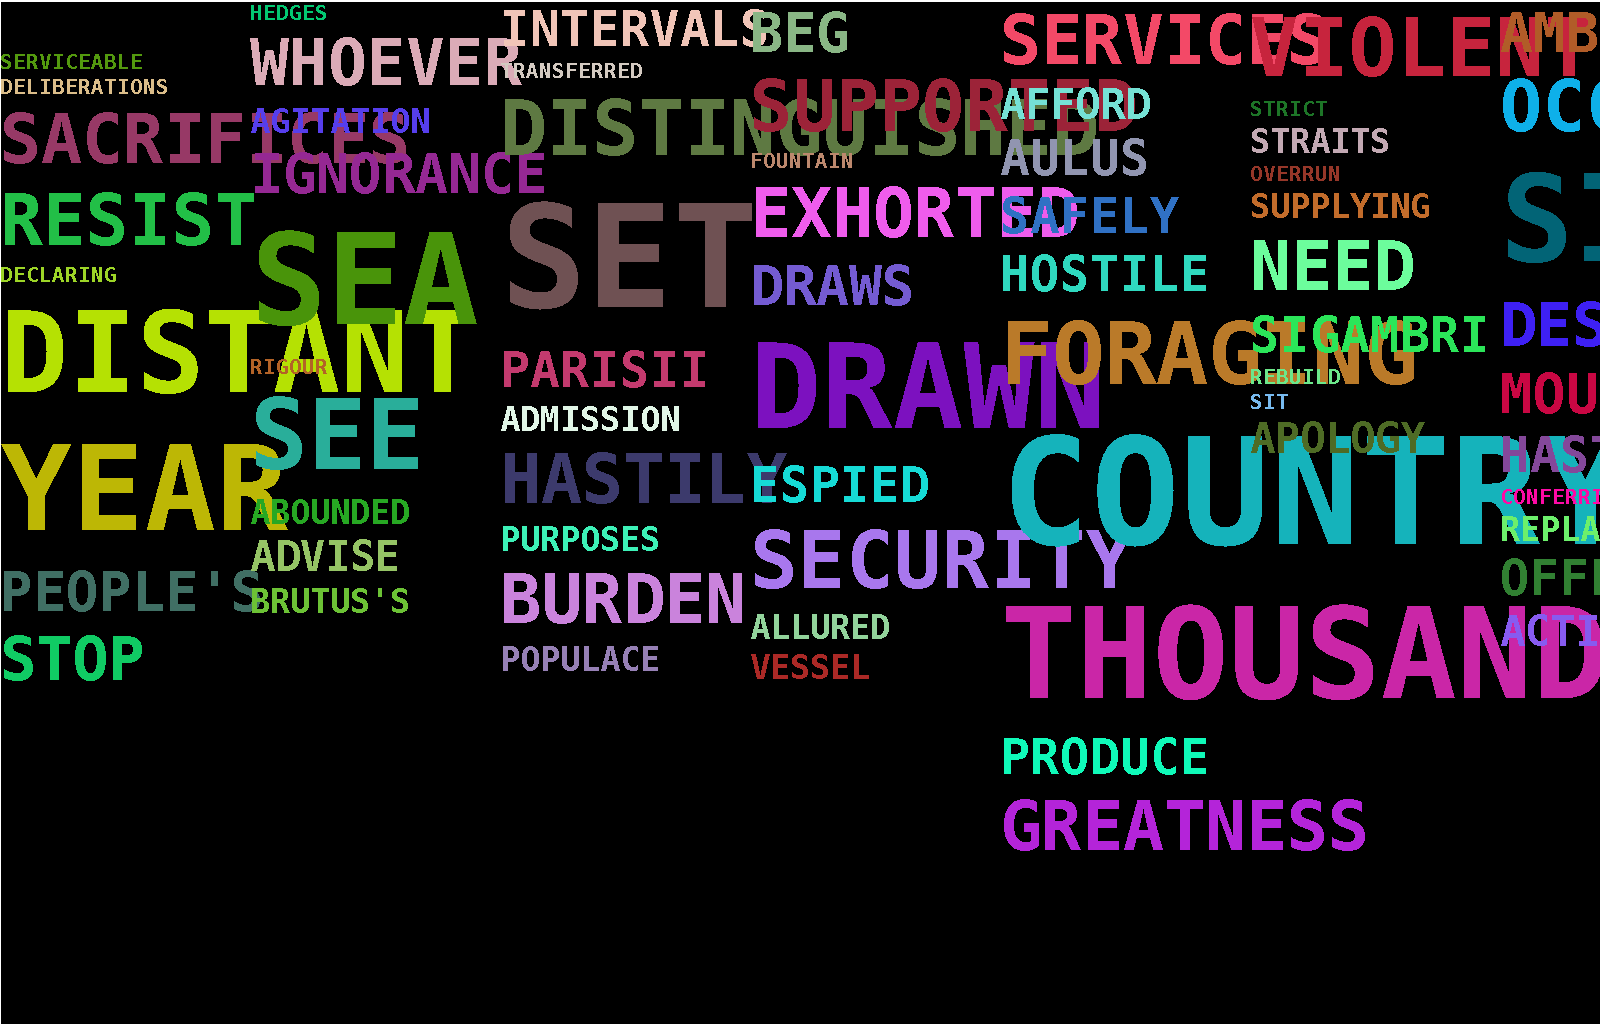 SERVICEABLE
DELIBERATIONS
SACRIFICES
RESIST
DECLARING
DISTANT
YEAR
PEOPLE'S
STOP
HEDGES
WHOEVER
AGITATION
IGNORANCE
SEA
RIGOUR
SEE
ABOUNDED
ADVISE
BRUTUS'S
INTERVALS
TRANSFERRED
DISTINGUISHED
SET
PARISII
ADMISSION
HASTILY
PURPOSES
BURDEN
POPULACE
BEG
SUPPORTED
FOUNTAIN
EXHORTED
DRAWS
DRAWN
ESPIED
SECURITY
ALLURED
VESSEL
SERVICES
AFFORD
AULUS
SAFELY
HOSTILE
FORAGING
COUNTRY
THOUSAND
PRODUCE
GREATNESS
VIOLENT
STRICT
STRAITS
OVERRUN
SUPPLYING
NEED
SIGAMBRI
REBUILD
SIT
APOLOGY
AMB
OCC
SI
DES
MOU
HAST
CONFERRI
REPLA
OFFE
ACTI